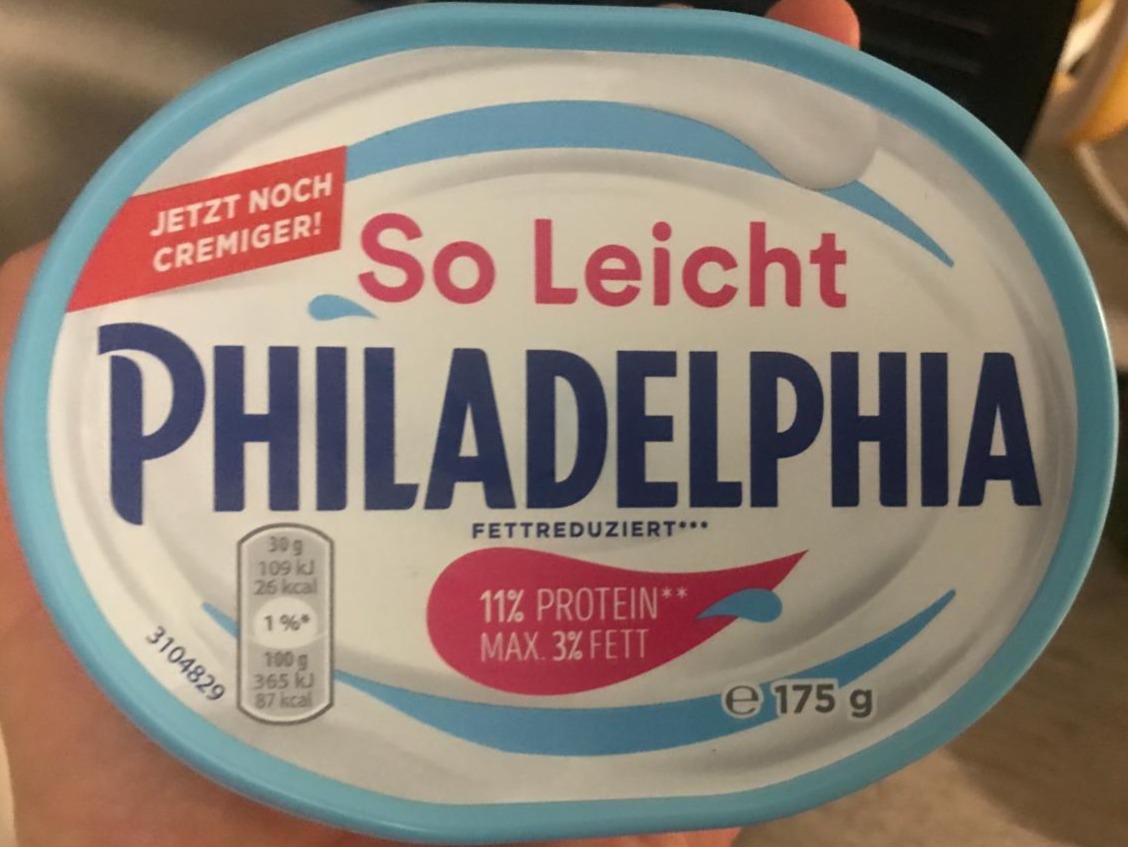 JETZT NOCH
CREMIGER!
So Leicht
PHILADELPHIA
FETTREDUZIERT***
11% PROTEIN**
MAX. 3% FETT
30 g
109 kJ
26 kcal
1 %*
100 g
365 kJ
87 kcal
3104829
℮ 175 g